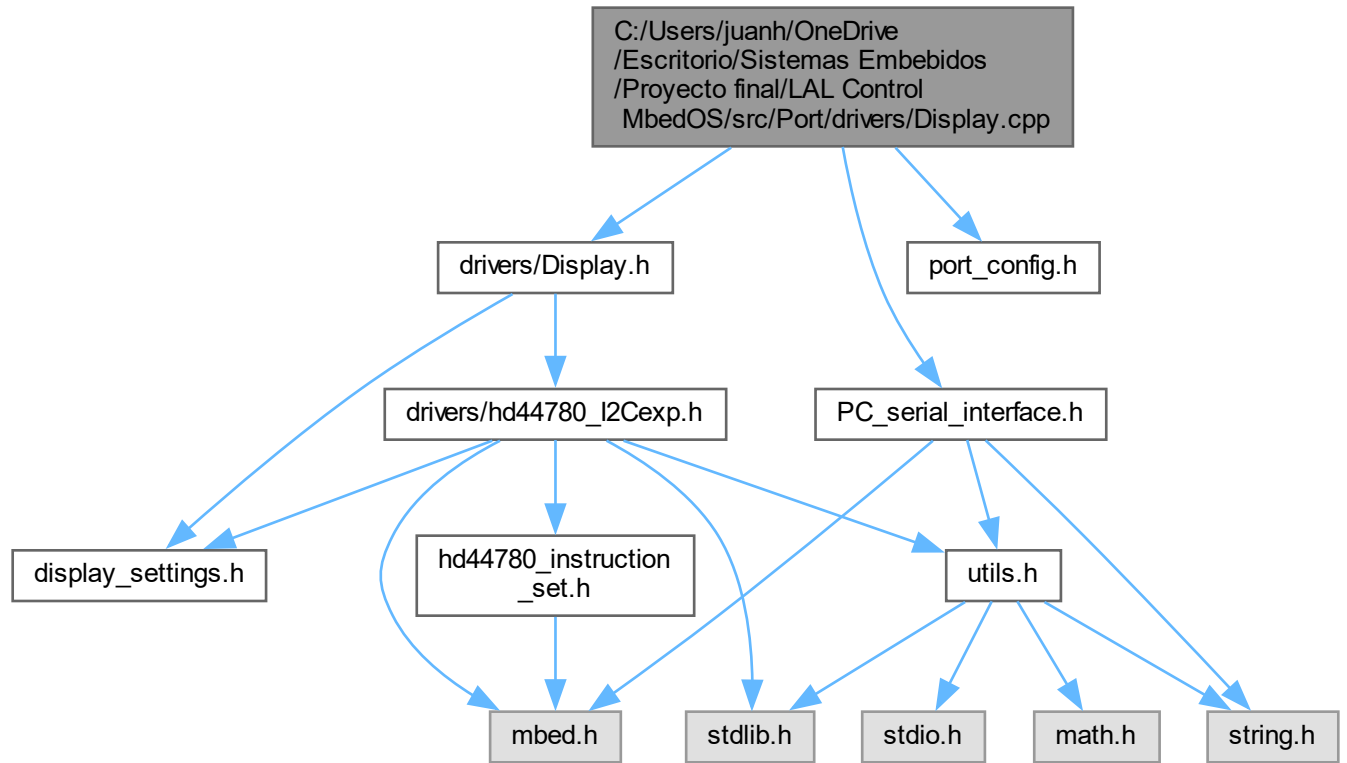 C:/Users/juanh/OneDrive
/Escritorio/Sistemas Embebidos
/Proyecto final/LAL Control
MbedOS/src/Port/drivers/Display.cpp
drivers/Display.h
port_config.h
drivers/hd44780_I2Cexp.h
PC_serial_interface.h
display_settings.h
hd44780_instruction
_set.h
utils.h
mbed.h
stdlib.h
stdio.h
math.h
string.h